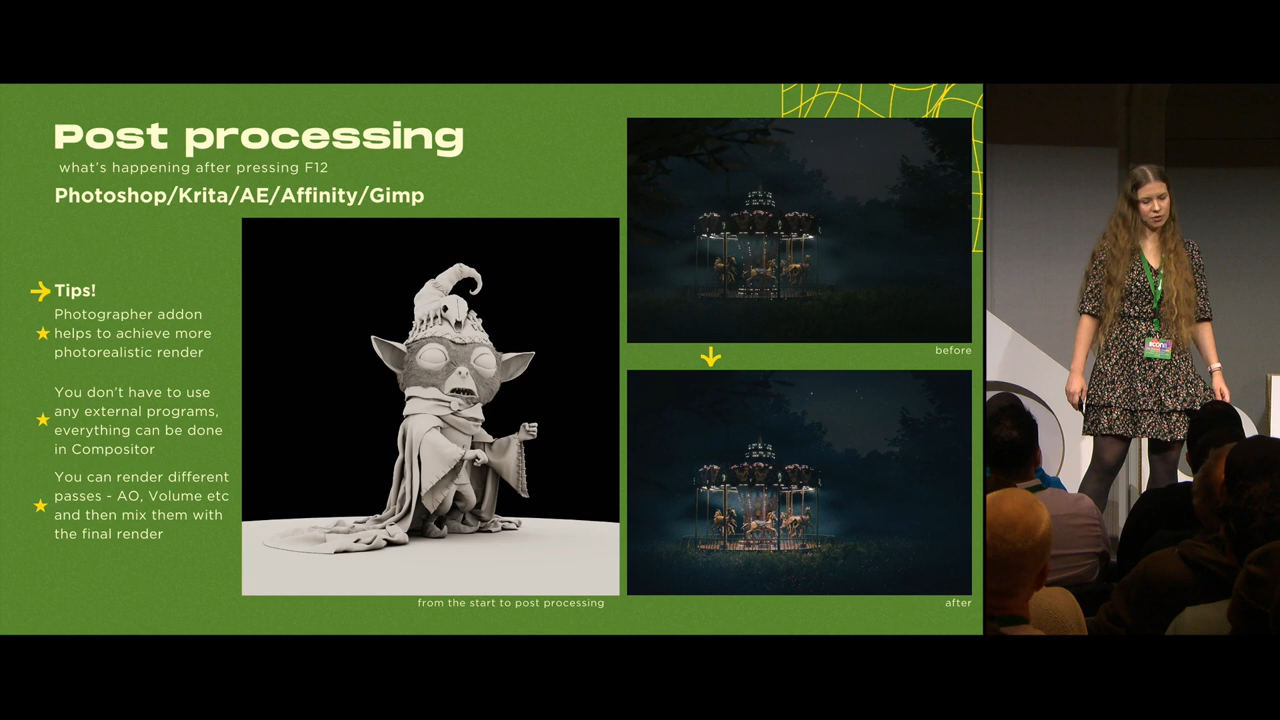 Post processing
what's happening after pressing F12
Photoshop/Krita/AE/Affinity/Gimp
Tips!
Photographer addon
helps to achieve more
photorealistic render
You don't have to use
any external programs,
everything can be done
in Compositor
You can render different
passes - AO, Volume etc
and then mix them with
the final render
from the start to post processing
before
after